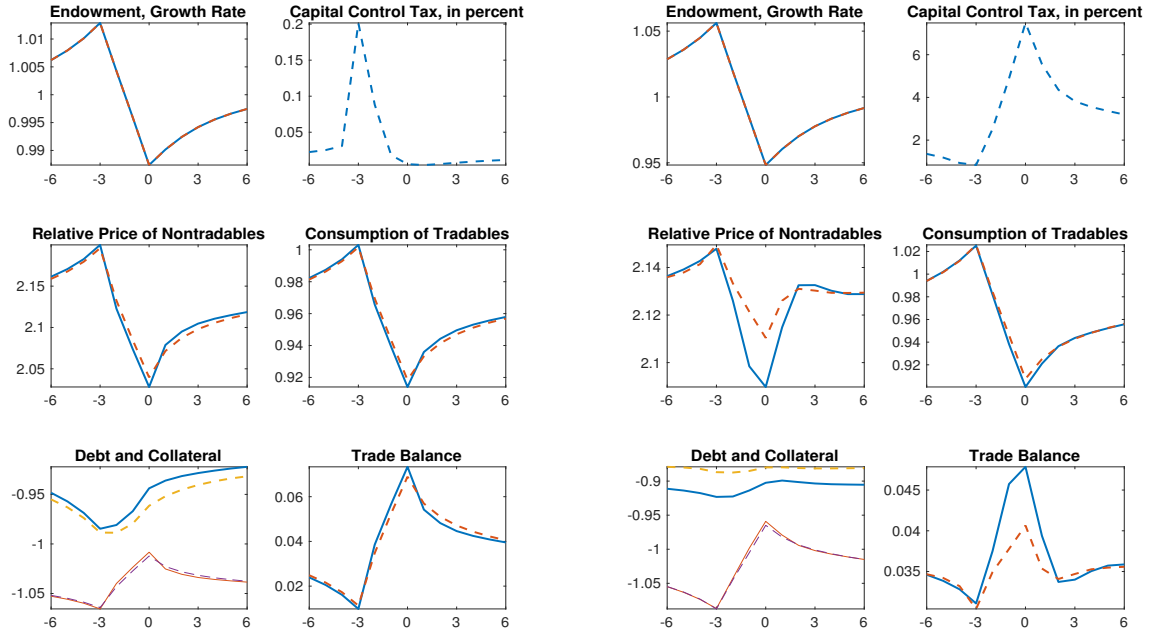 Endowment, Growth Rate
1.01
1.005
1
0.995
0.99
-6 -3 0 3 6
Capital Control Tax, in percent
0.2
0.15
0.1
0.05
-6 -3 0 3 6
Endowment, Growth Rate
1.05
1
0.95
-6 -3 0 3 6
Capital Control Tax, in percent
6
4
2
-6 -3 0 3 6
Relative Price of Nontradables
2.15
2.1
2.05
-6 -3 0 3 6
Consumption of Tradables
1
0.98
0.96
0.94
0.92
-6 -3 0 3 6
Relative Price of Nontradables
2.14
2.12
2.1
-6 -3 0 3 6
Consumption of Tradables
1.02
1
0.98
0.96
0.94
0.92
-6 -3 0 3 6
Debt and Collateral
-0.95
-1
-1.05
-6 -3 0 3 6
Trade Balance
0.06
0.04
0.02
-6 -3 0 3 6
Debt and Collateral
-0.9
-0.95
-1
-1.05
-6 -3 0 3 6
Trade Balance
0.045
0.04
0.035
-6 -3 0 3 6